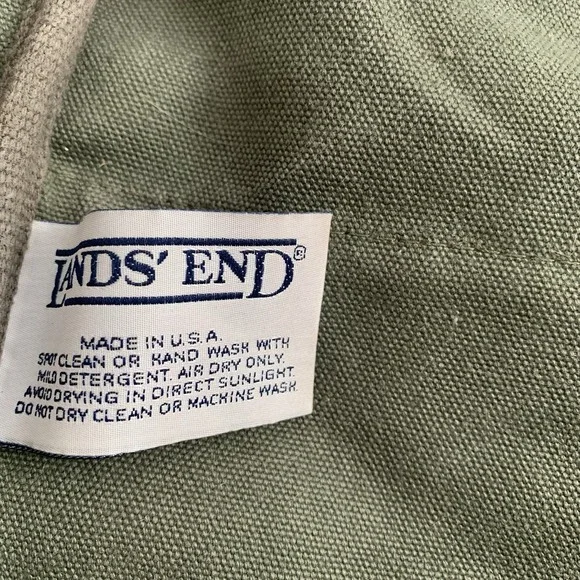 LANDS' END®
MADE IN U.S.A.
SPOT CLEAN OR HAND WASH WITH
MILD DETERGENT. AIR DRY ONLY.
AVOID DRYING IN DIRECT SUNLIGHT.
DO NOT DRY CLEAN OR MACHINE WASH.